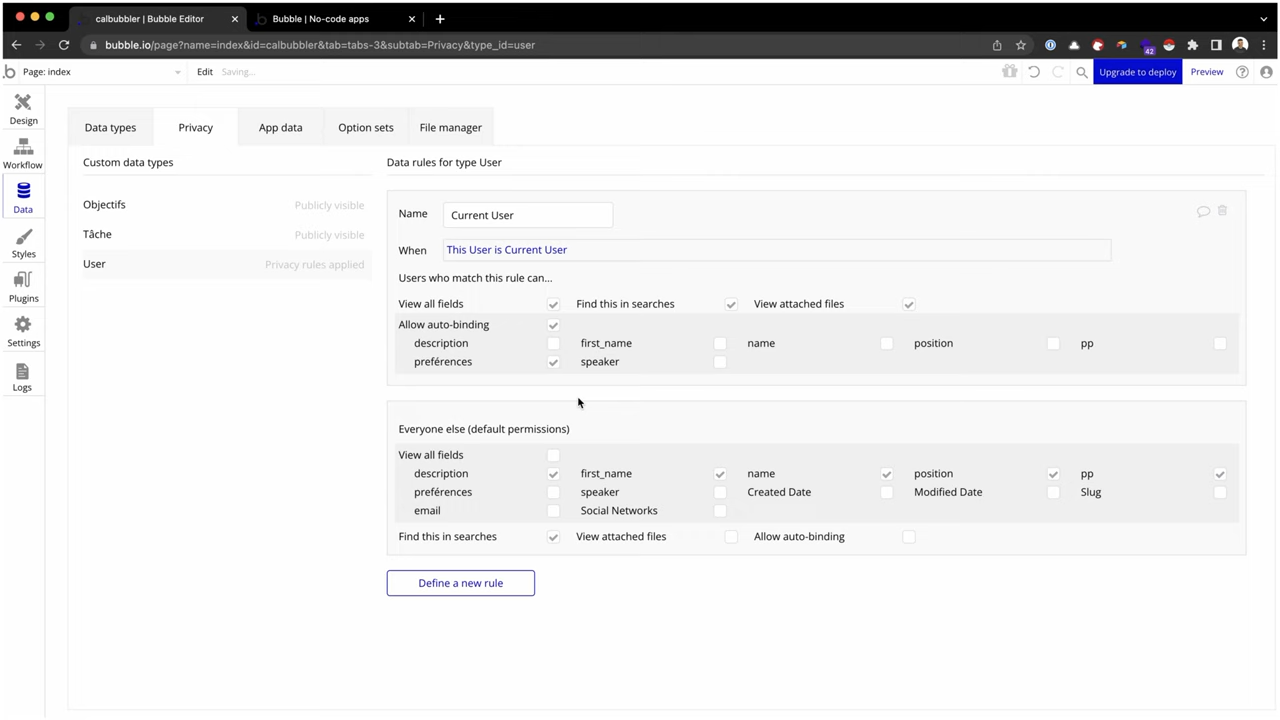 calbubbler | Bubble Editor
Bubble | No-code apps
bubble.io/page?name=index&id=calbubbler&tab=tabs-3&subtab=Privacy&type_id=user
42
Page: index
Edit
Saving...
Upgrade to deploy
Preview
Design
Workflow
Data
Styles
Plugins
Settings
Logs
Data types
Privacy
App data
Option sets
File manager
Custom data types
Objectifs
Publicly visible
Tâche
Publicly visible
User
Privacy rules applied
Data rules for type User
Name
Current User
When
This User is Current User
Users who match this rule can...
View all fields
Find this in searches
View attached files
Allow auto-binding
description
first_name
name
position
pp
préférences
speaker
Everyone else (default permissions)
View all fields
description
first_name
name
position
pp
préférences
speaker
Created Date
Modified Date
Slug
email
Social Networks
Find this in searches
View attached files
Allow auto-binding
Define a new rule